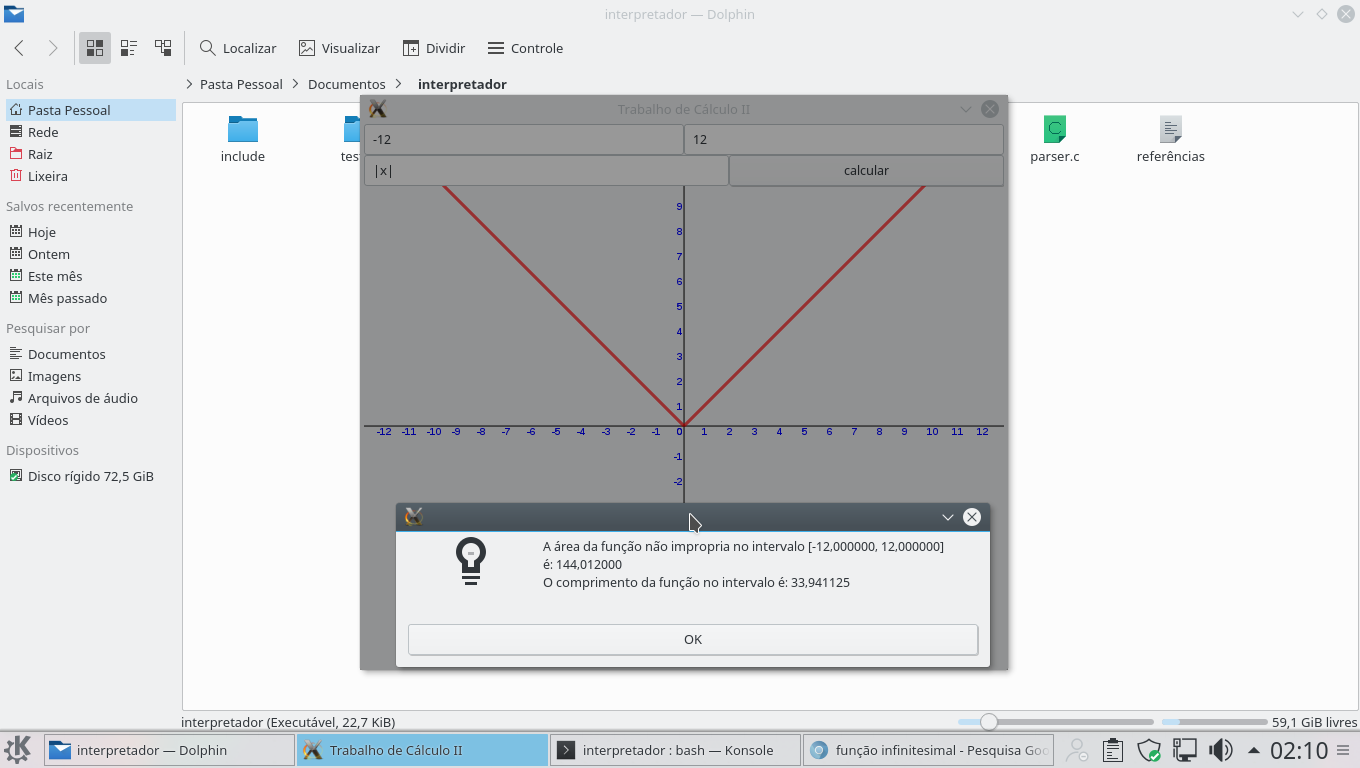 interpretador — Dolphin
Localizar Visualizar Dividir Controle
Locais
Pasta Pessoal
Rede
Raiz
Lixeira
Salvos recentemente
Hoje
Ontem
Este mês
Mês passado
Pesquisar por
Documentos
Imagens
Arquivos de áudio
Vídeos
Dispositivos
Disco rígido 72,5 GiB
Pasta Pessoal Documentos interpretador
include
parser.c
referências
Trabalho de Cálculo II
-12 12
|x| calcular
9
8
7
6
5
4
3
2
1
-12 -11 -10 -9 -8 -7 -6 -5 -4 -3 -2 -1 0 1 2 3 4 5 6 7 8 9 10 11 12
-1
-2
A área da função não impropria no intervalo [-12,000000, 12,000000]
é: 144,012000
O comprimento da função no intervalo é: 33,941125
OK
interpretador (Executável, 22,7 KiB) 59,1 GiB livres
interpretador — Dolphin Trabalho de Cálculo II interpretador : bash — Konsole função infinitesimal - Pesquisa Goo 02:10